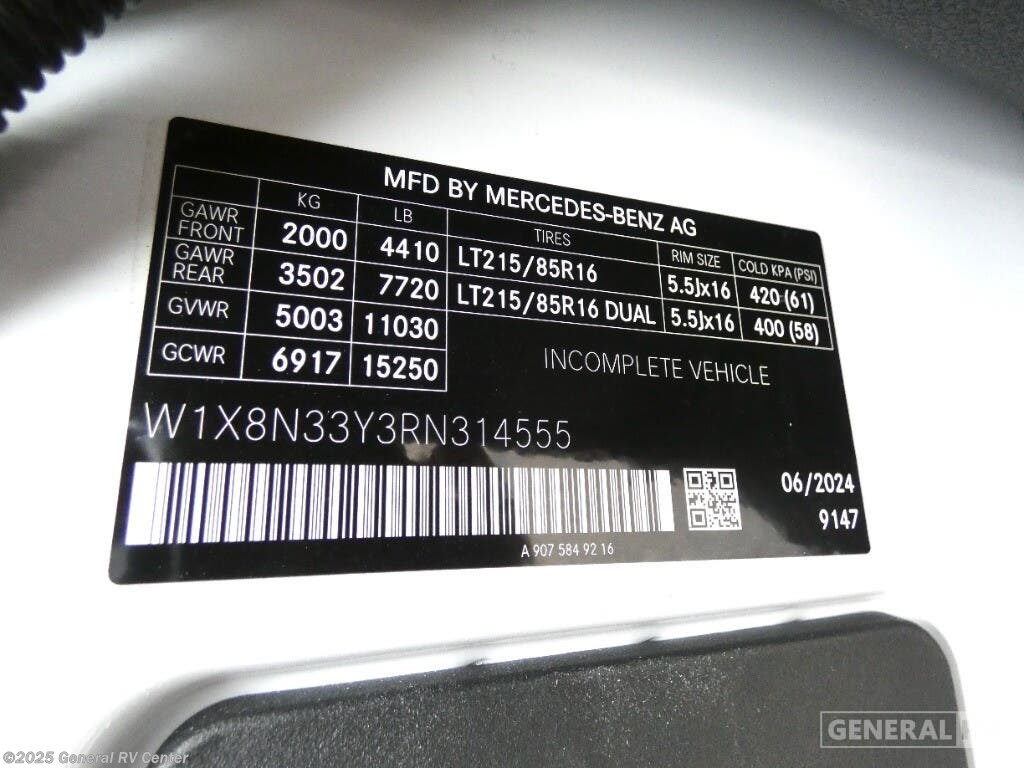 MFD BY MERCEDES-BENZ AG
KG LB TIRES RIM SIZE COLD KPA (PSI)
GAWR FRONT 2000 4410 LT215/85R16 5.5Jx16 420 (61)
GAWR REAR 3502 7720 LT215/85R16 DUAL 5.5Jx16 400 (58)
GVWR 5003 11030
GCWR 6917 15250
INCOMPLETE VEHICLE
W1X8N33Y3RN314555
06/2024
9147
A 907 584 92 16
GENERAL
©2025 General RV Center